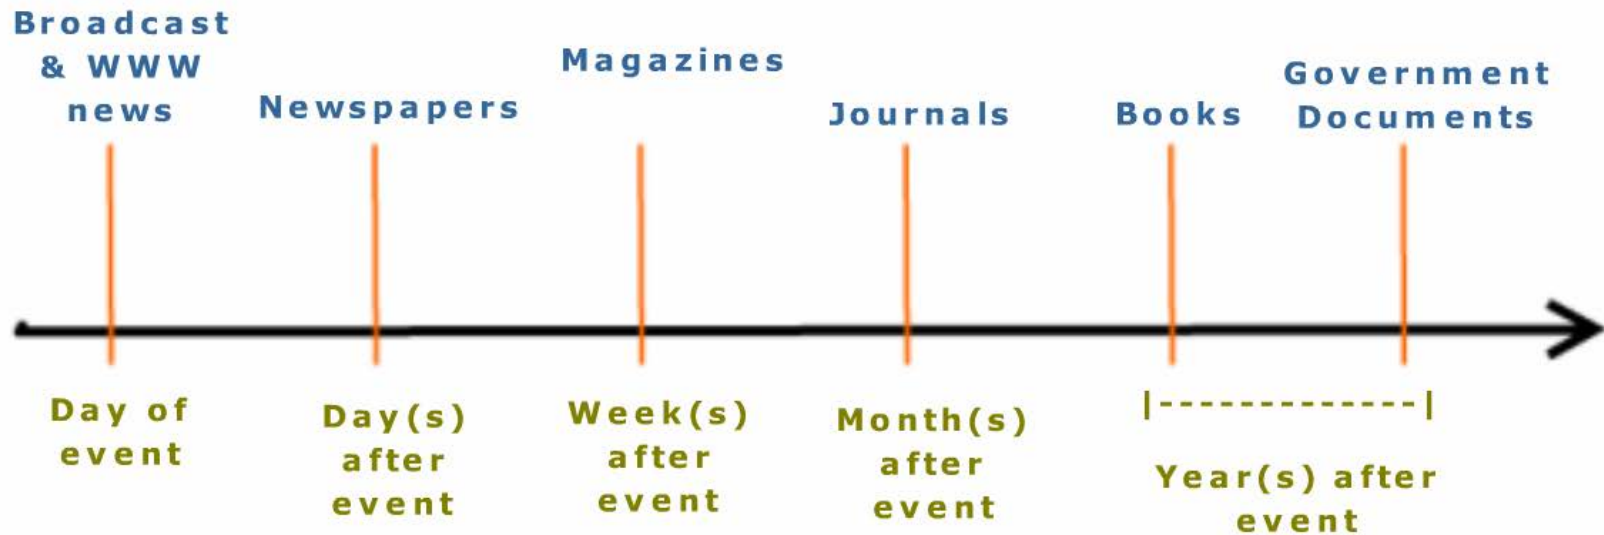 Broadcast
& WWW
news
Newspapers
Magazines
Journals
Books
Government
Documents
Day of
event
Day(s)
after
event
Week(s)
after
event
Month(s)
after
event
|-------------|
Year(s) after
event